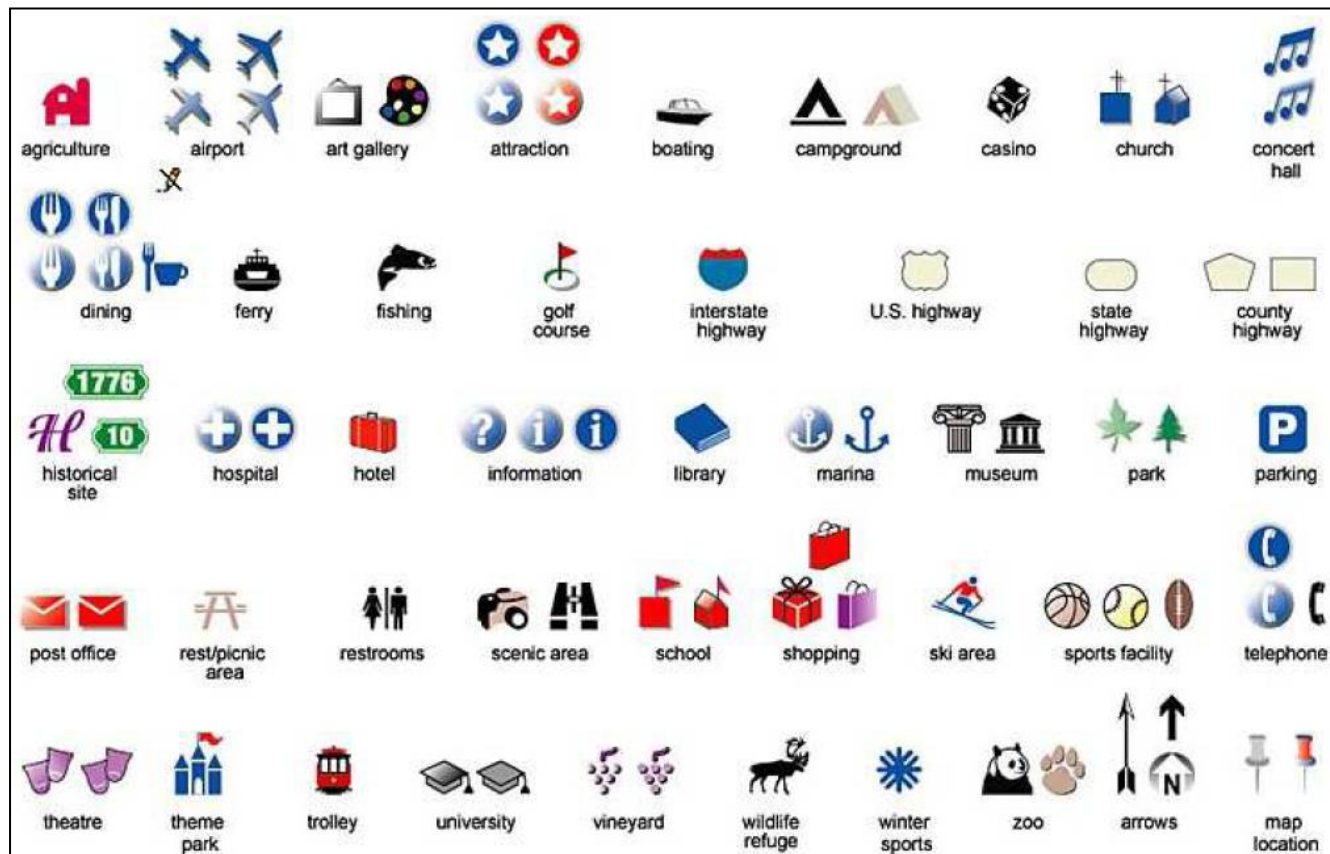 agriculture
airport
art gallery
attraction
boating
campground
casino
church
concert
hall
dining
ferry
fishing
golf
course
interstate
highway
U.S. highway
state
highway
county
highway
1776
H
10
historical
site
hospital
hotel
?
i
i
information
library
marina
museum
park
P
parking
post office
rest/picnic
area
restrooms
scenic area
school
shopping
ski area
sports facility
telephone
theatre
theme
park
trolley
university
vineyard
wildlife
refuge
winter
sports
zoo
N
arrows
map
location